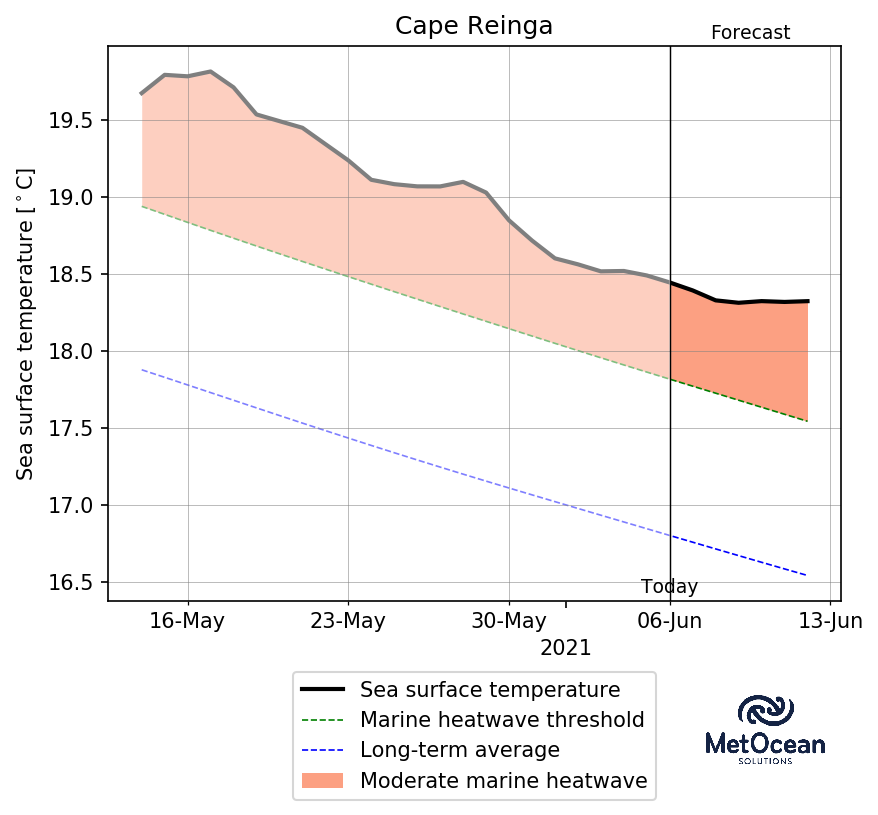 Cape Reinga
Forecast
Sea surface temperature [°C]
19.5
19.0
18.5
18.0
17.5
17.0
16.5
Today
16-May 23-May 30-May 06-Jun 13-Jun
2021
Sea surface temperature
Marine heatwave threshold
Long-term average
Moderate marine heatwave
MetOcean
SOLUTIONS